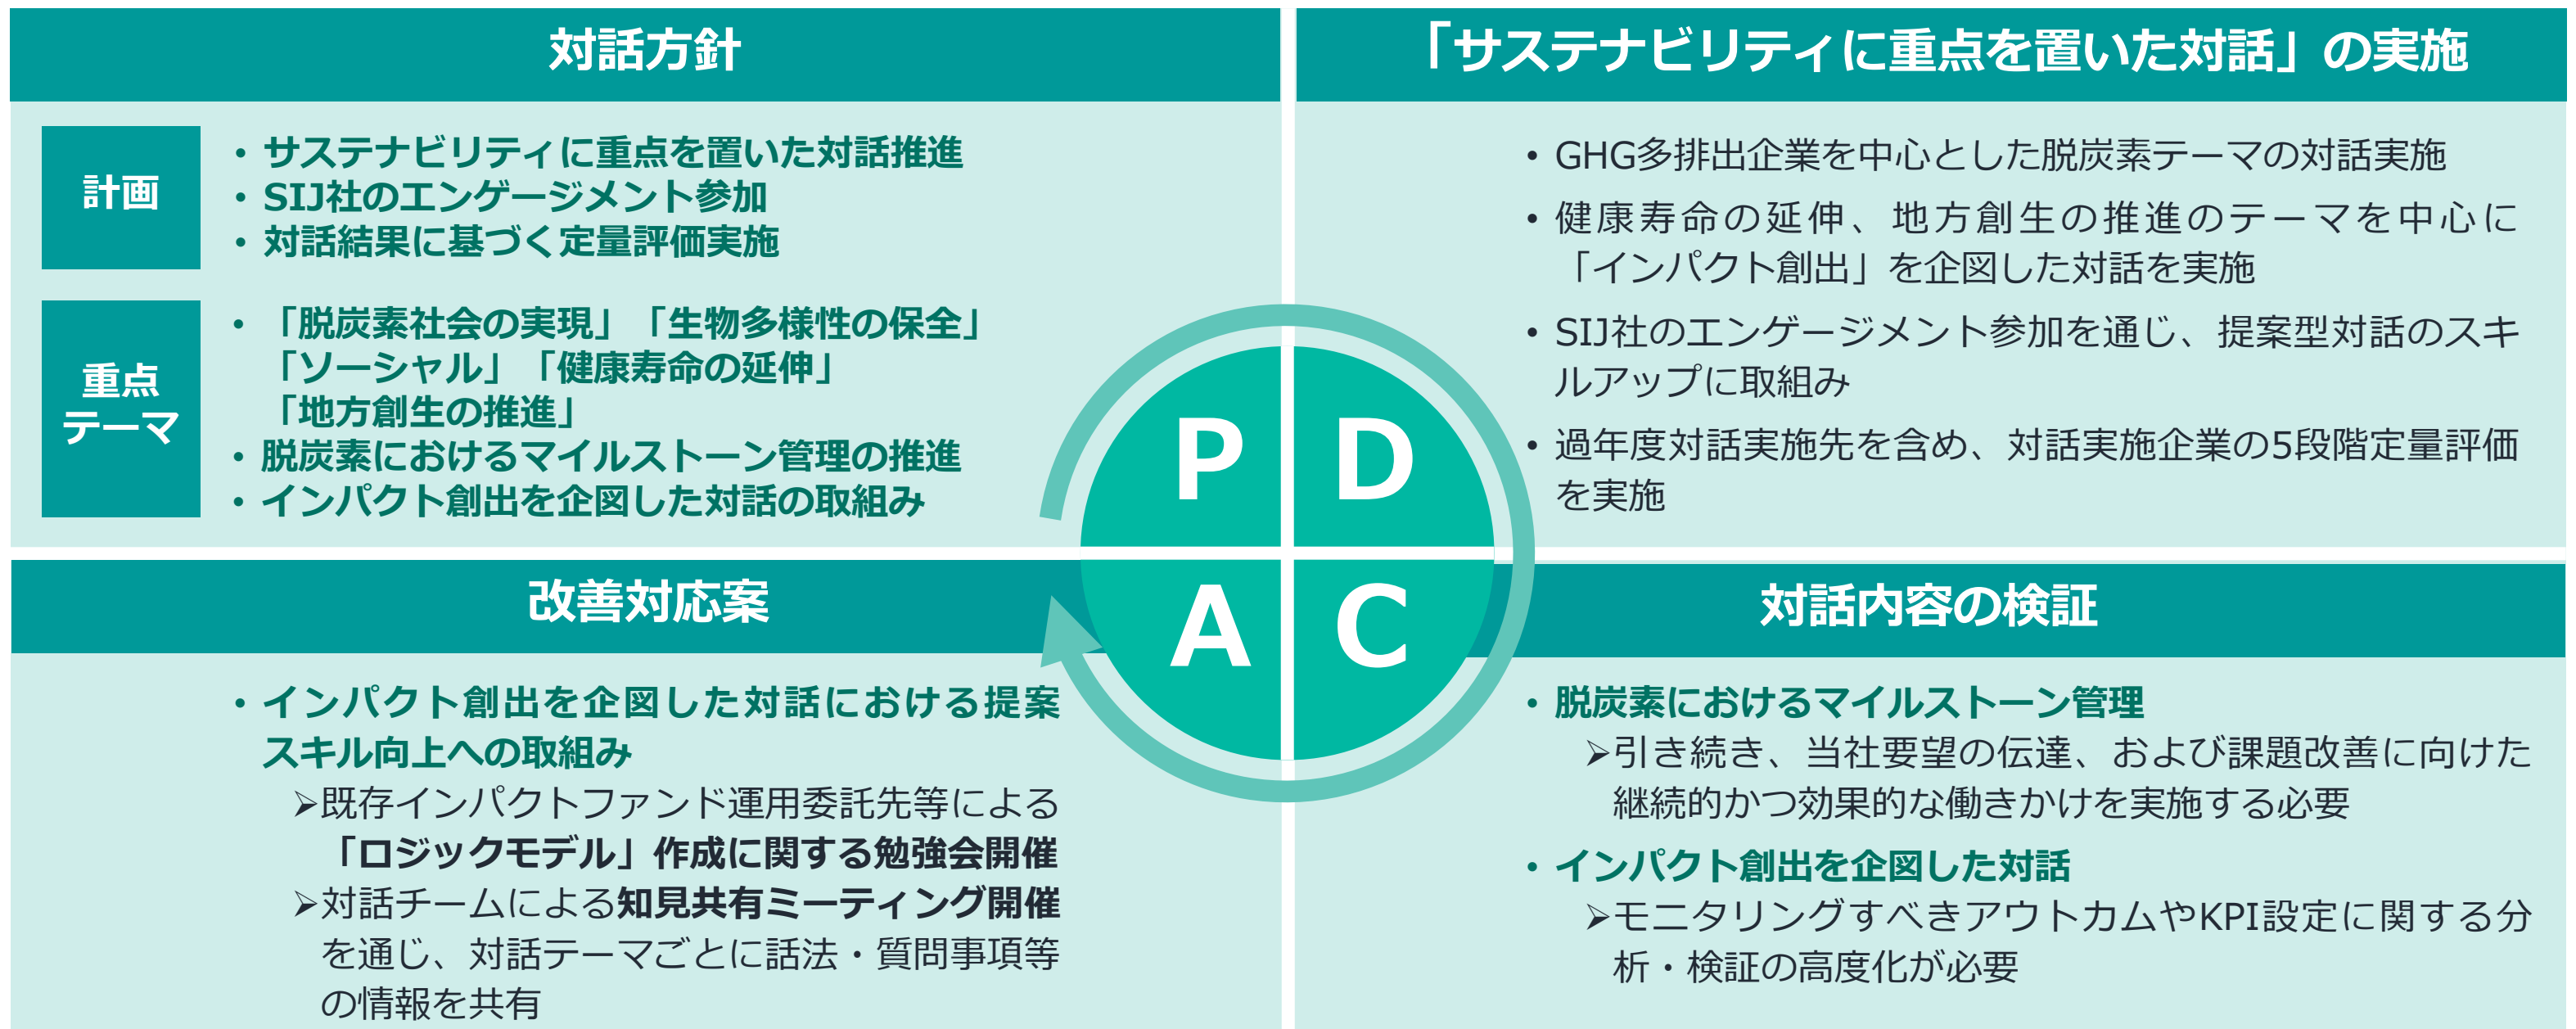 対話方針
計画
・サステナビリティに重点を置いた対話推進
・SIJ社のエンゲージメント参加
・対話結果に基づく定量評価実施
重点
テーマ
・「脱炭素社会の実現」「生物多様性の保全」
「ソーシャル」「健康寿命の延伸」
「地方創生の推進」
・脱炭素におけるマイルストーン管理の推進
・インパクト創出を企図した対話の取組み
「サステナビリティに重点を置いた対話」の実施
• GHG多排出企業を中心とした脱炭素テーマの対話実施
• 健康寿命の延伸、地方創生の推進のテーマを中心に
「インパクト創出」を企図した対話を実施
• SIJ社のエンゲージメント参加を通じ、提案型対話のスキ
ルアップに取組み
• 過年度対話実施先を含め、対話実施企業の5段階定量評価
を実施
P
D
A
C
改善対応案
・インパクト創出を企図した対話における提案
スキル向上への取組み
➢既存インパクトファンド運用委託先等による
「ロジックモデル」作成に関する勉強会開催
➢対話チームによる知見共有ミーティング開催
を通じ、対話テーマごとに話法・質問事項等
の情報を共有
対話内容の検証
• 脱炭素におけるマイルストーン管理
➢引き続き、当社要望の伝達、および課題改善に向けた
継続的かつ効果的な働きかけを実施する必要
• インパクト創出を企図した対話
➢モニタリングすべきアウトカムやKPI設定に関する分
析・検証の高度化が必要